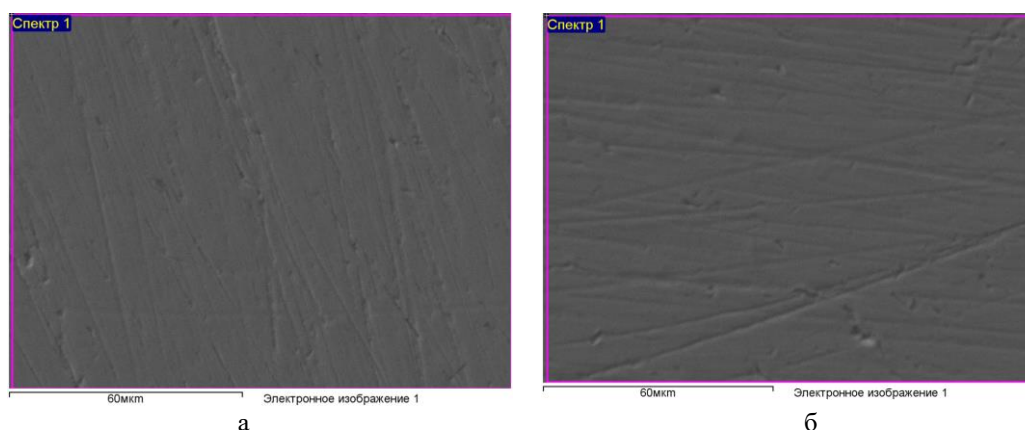 Спектр 1
Спектр 1
60мкm
Электронное изображение 1
60мкm
Электронное изображение 1
а
б